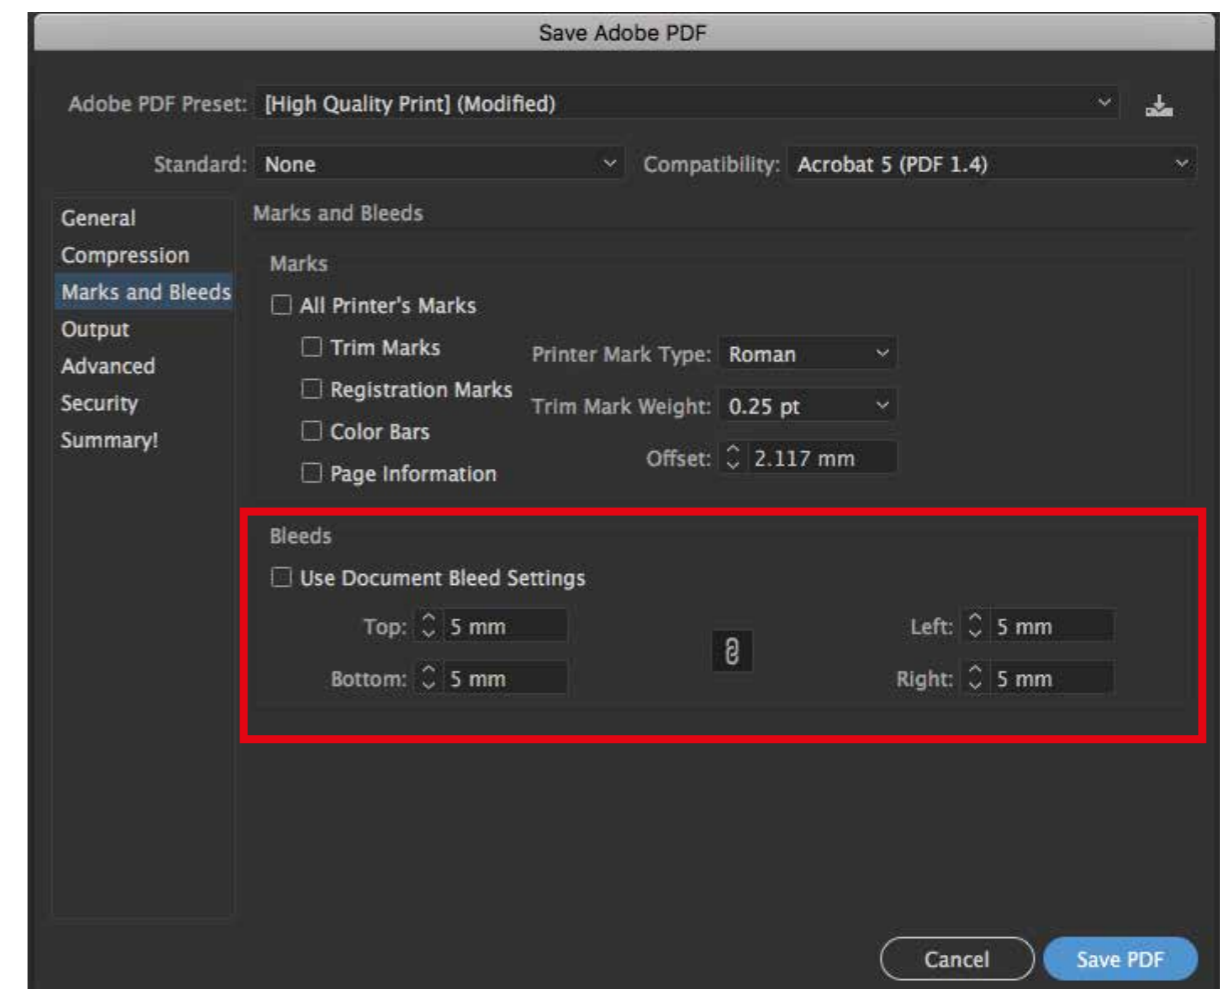 Save Adobe PDF
Adobe PDF Preset: [High Quality Print] (Modified)
Standard: None Compatibility: Acrobat 5 (PDF 1.4)
General
Compression
Marks and Bleeds
Output
Advanced
Security
Summary!
Marks and Bleeds
Marks
All Printer's Marks
Trim Marks
Registration Marks
Color Bars
Page Information
Printer Mark Type: Roman
Trim Mark Weight: 0.25 pt
Offset: 2.117 mm
Bleeds
Use Document Bleed Settings
Top: 5 mm Left: 5 mm
Bottom: 5 mm Right: 5 mm
Cancel Save PDF